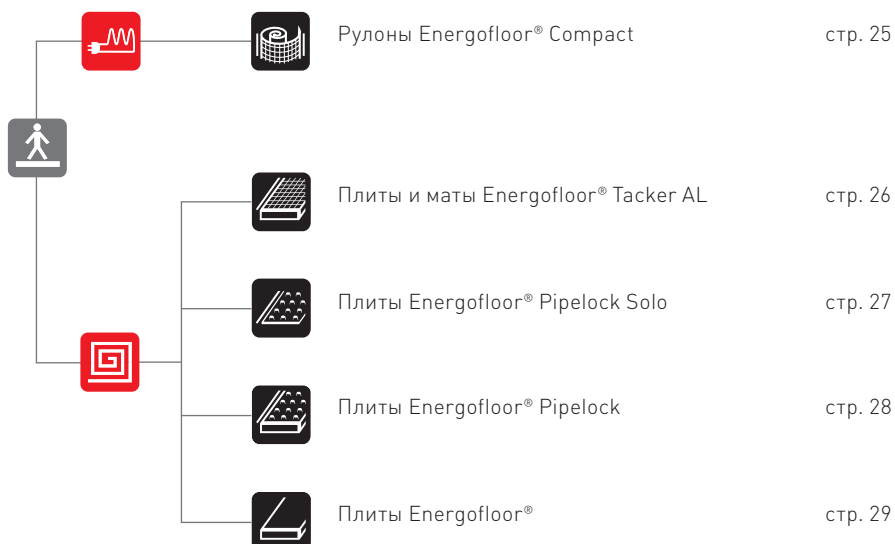 Рулоны Energofloor® Compact стр. 25
Плиты и маты Energofloor® Tacker AL стр. 26
Плиты Energofloor® Pipelock Solo стр. 27
Плиты Energofloor® Pipelock стр. 28
Плиты Energofloor® стр. 29